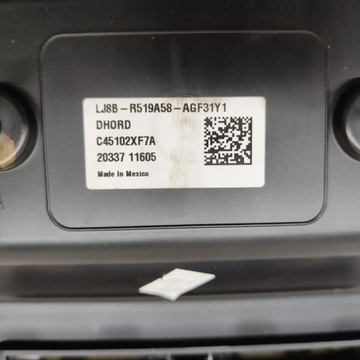 LJ8B-R519A58-AGF31Y1
DHORD
C45102XF7A
20337 11605
Made In Mexico